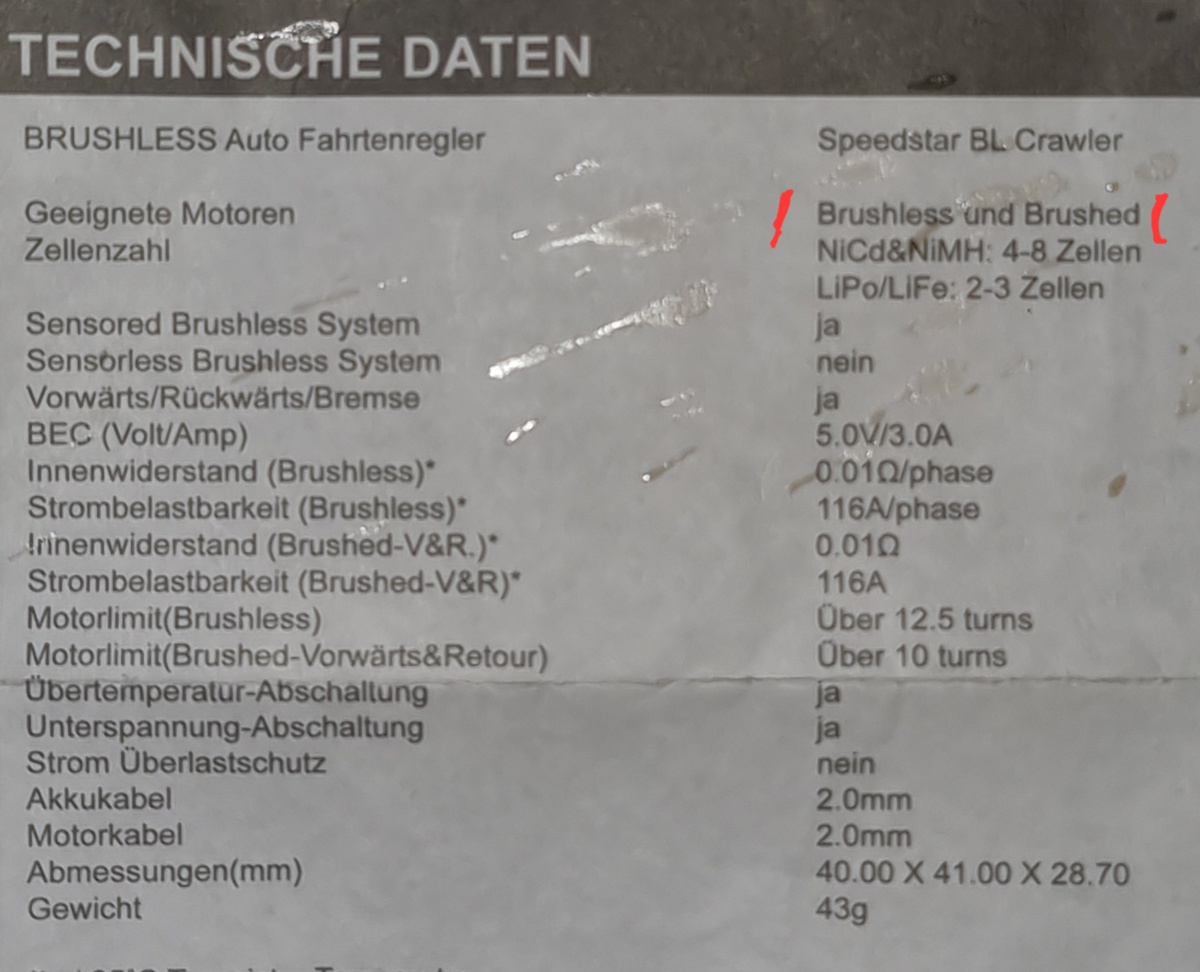 TECHNISCHE DATEN
BRUSHLESS Auto Fahrtenregler Speedstar BL Crawler
Geeignete Motoren Brushless und Brushed
Zellenzahl NiCd&NiMH: 4-8 Zellen
LiPo/LiFe: 2-3 Zellen
Sensored Brushless System ja
Sensorless Brushless System nein
Vorwärts/Rückwärts/Bremse ja
BEC (Volt/Amp) 5.0V/3.0A
Innenwiderstand (Brushless)* 0.01Ω/phase
Strombelastbarkeit (Brushless)* 116A/phase
Innenwiderstand (Brushed-V&R.)* 0.01Ω
Strombelastbarkeit (Brushed-V&R)* 116A
Motorlimit(Brushless) Über 12.5 turns
Motorlimit(Brushed-Vorwärts&Retour) Über 10 turns
Übertemperatur-Abschaltung ja
Unterspannung-Abschaltung ja
Strom Überlastschutz nein
Akkukabel 2.0mm
Motorkabel 2.0mm
Abmessungen(mm) 40.00 X 41.00 X 28.70
Gewicht 43g